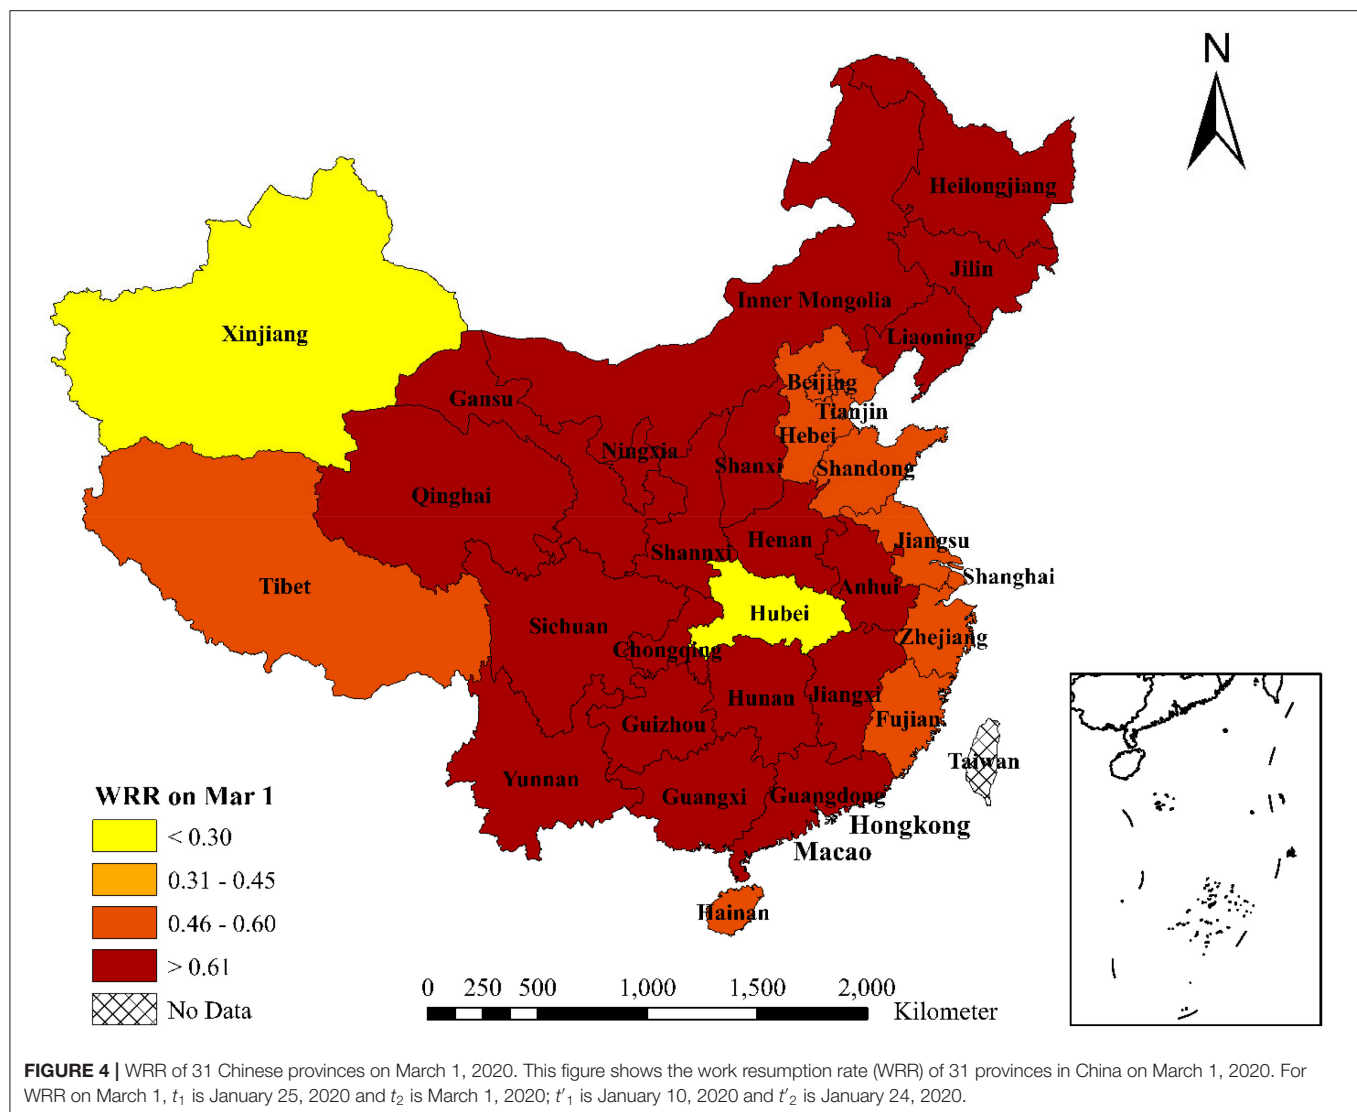 N
Heilongjiang
Jilin
Inner Mongolia
Liaoning
Xinjiang
Beijing
Gansu
Tianjin
Hebei
Ningxia
Shanxi
Shandong
Qinghai
Henan
Jiangsu
Shannxi
Shanghai
Tibet
Anhui
Hubei
Sichuan
Zhejiang
Chongqing
Hunan
Jiangxi
Guizhou
Fujian
Taiwan
Yunnan
Guangxi
Guangdong
Hongkong
Macao
Hainan
WRR on Mar 1
< 0.30
0.31 - 0.45
0.46 - 0.60
> 0.61
No Data
0 250 500 1,000 1,500 2,000
Kilometer
FIGURE 4 | WRR of 31 Chinese provinces on March 1, 2020. This figure shows the work resumption rate (WRR) of 31 provinces in China on March 1, 2020. For
WRR on March 1, t1 is January 25, 2020 and t2 is March 1, 2020; t′1 is January 10, 2020 and t′2 is January 24, 2020.